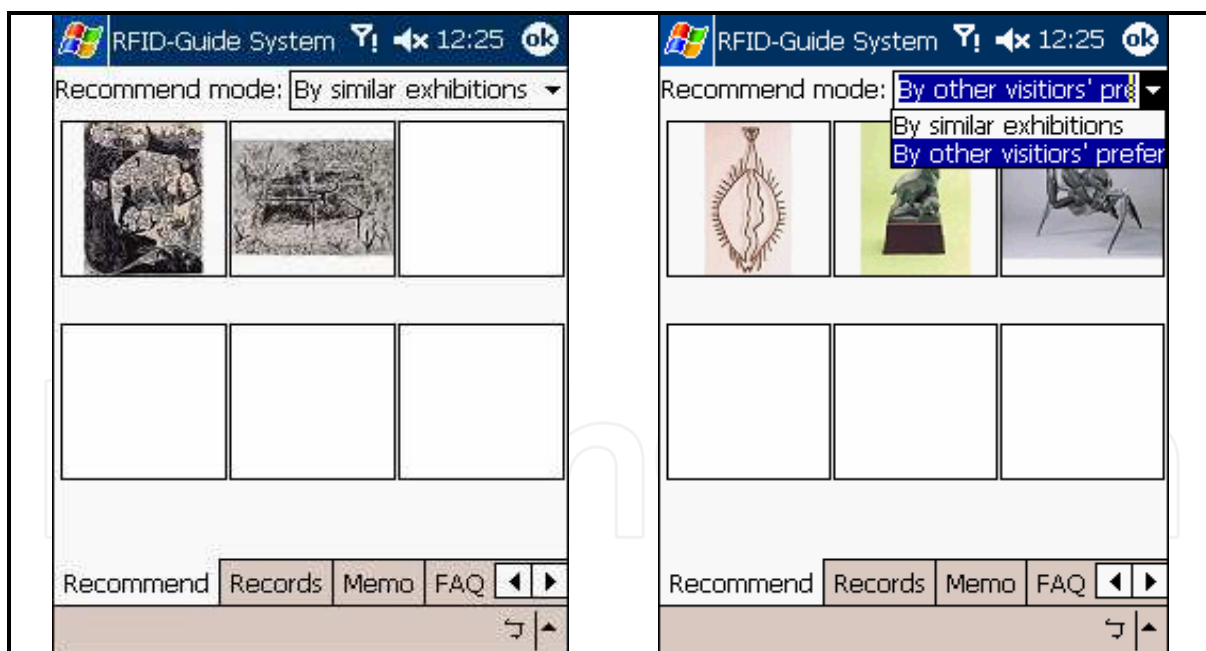 RFID-Guide System 12:25 ok
Recommend mode: By similar exhibitions
Recommend Records Memo FAQ
RFID-Guide System 12:25 ok
Recommend mode: By other visitiors' pre
By similar exhibitions
By other visitiors' prefer
Recommend Records Memo FAQ